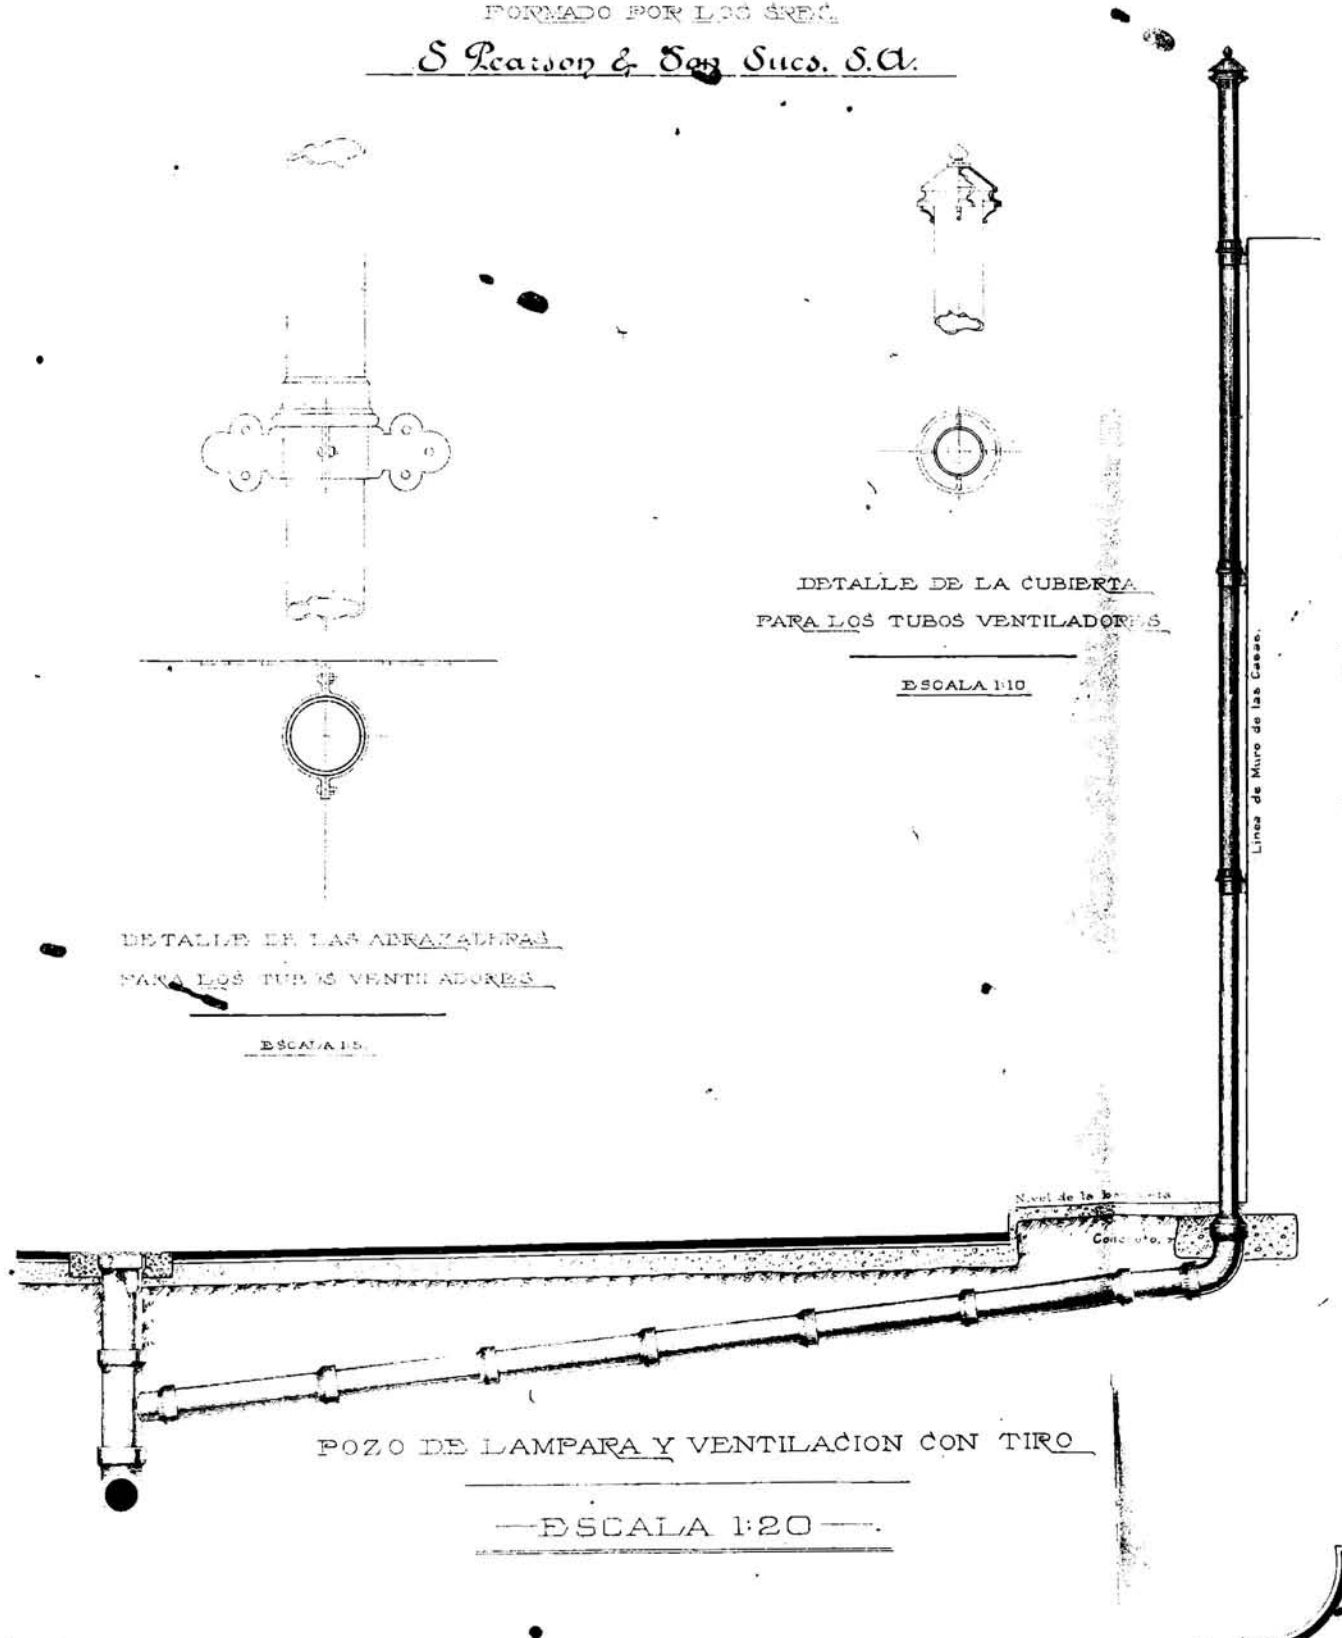 FORMADO POR LOS SRES.
S Pearson & Son Sucs. S.A.
DETALLE DE LA CUBIERTA
PARA LOS TUBOS VENTILADORES
ESCALA 1:10
Linea de Muro de las Casas.
DETALLE DE LAS ABRAZADERAS
PARA LOS TUBOS VENTILADORES
ESCALA 1:5.
Nivel de la banqueta
Concreto.
POZO DE LAMPARA Y VENTILACION CON TIRO
—ESCALA 1:20—.